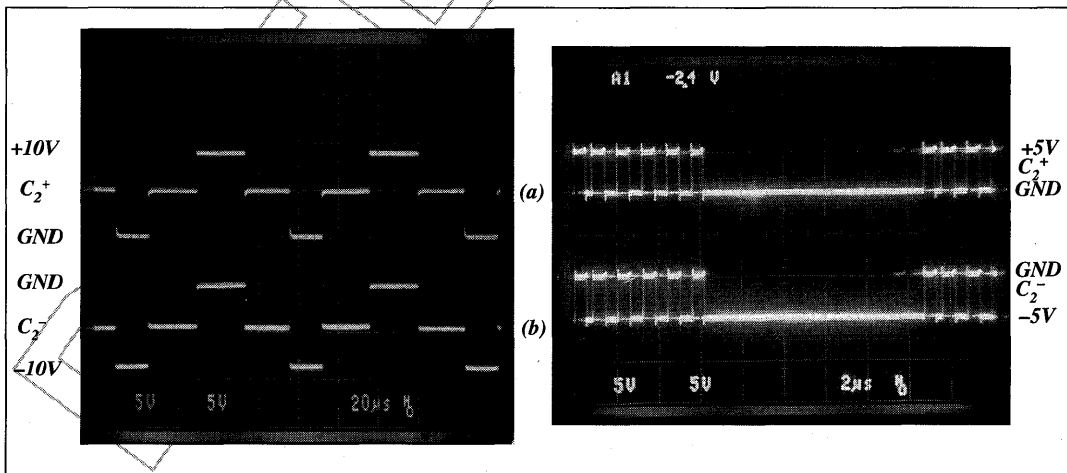 A1 -2.4 V
+10V
C₂⁺
GND
GND
C₂⁻
-10V
5V 5V 20µs
(a)
(b)
+5V
C₂⁺
GND
GND
C₂⁻
-5V
5V 5V 2µs